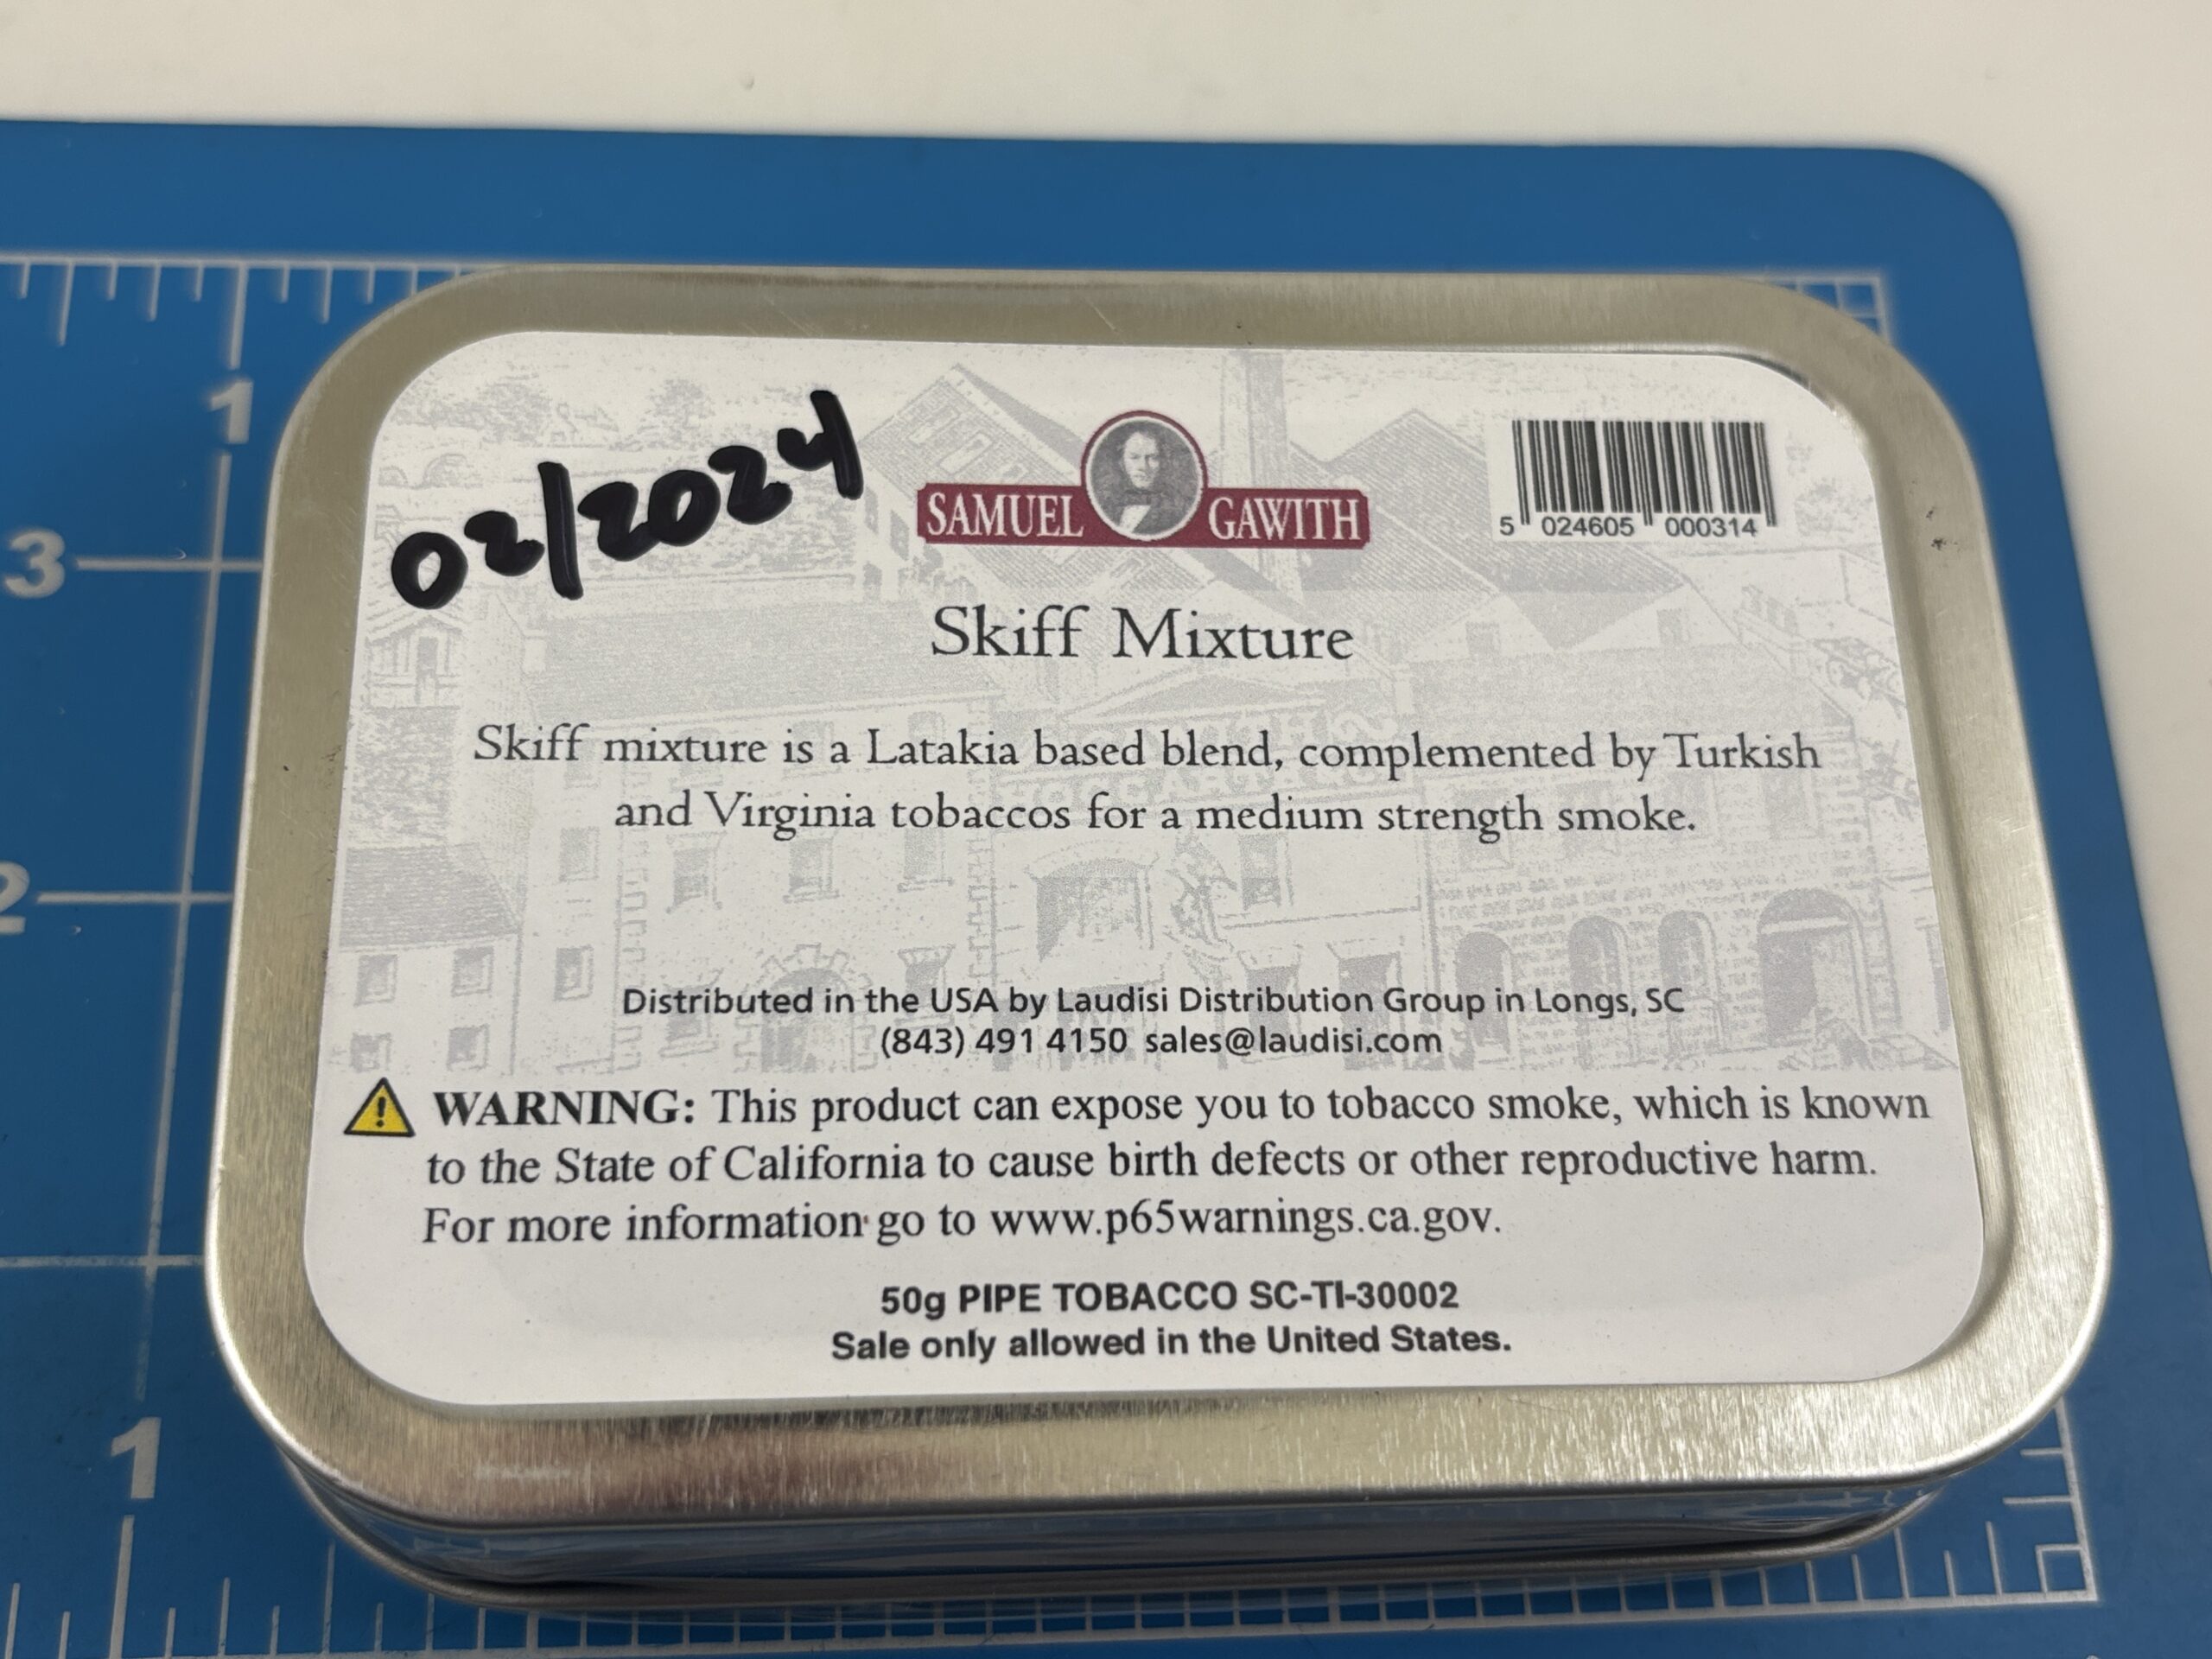 02/2024
SAMUEL GAWITH
5 024605 000314
Skiff Mixture
Skiff mixture is a Latakia based blend, complemented by Turkish
and Virginia tobaccos for a medium strength smoke.
Distributed in the USA by Laudisi Distribution Group in Longs, SC
(843) 491 4150 sales@laudisi.com
WARNING: This product can expose you to tobacco smoke, which is known
to the State of California to cause birth defects or other reproductive harm.
For more information go to www.p65warnings.ca.gov.
50g PIPE TOBACCO SC-TI-30002
Sale only allowed in the United States.
1
3
2
1